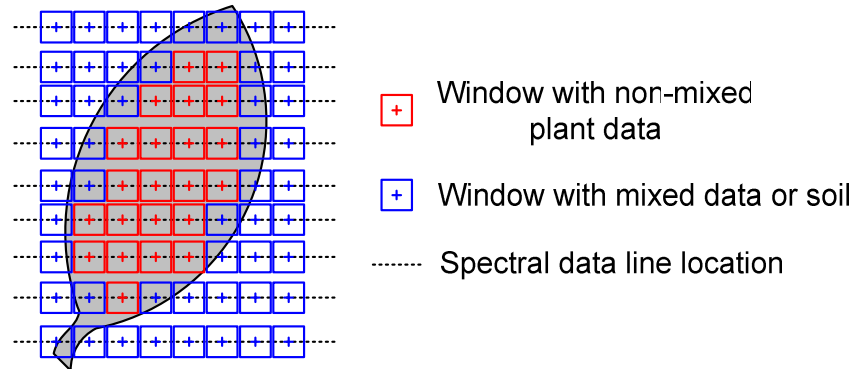 Window with non-mixed
plant data
Window with mixed data or soil
Spectral data line location